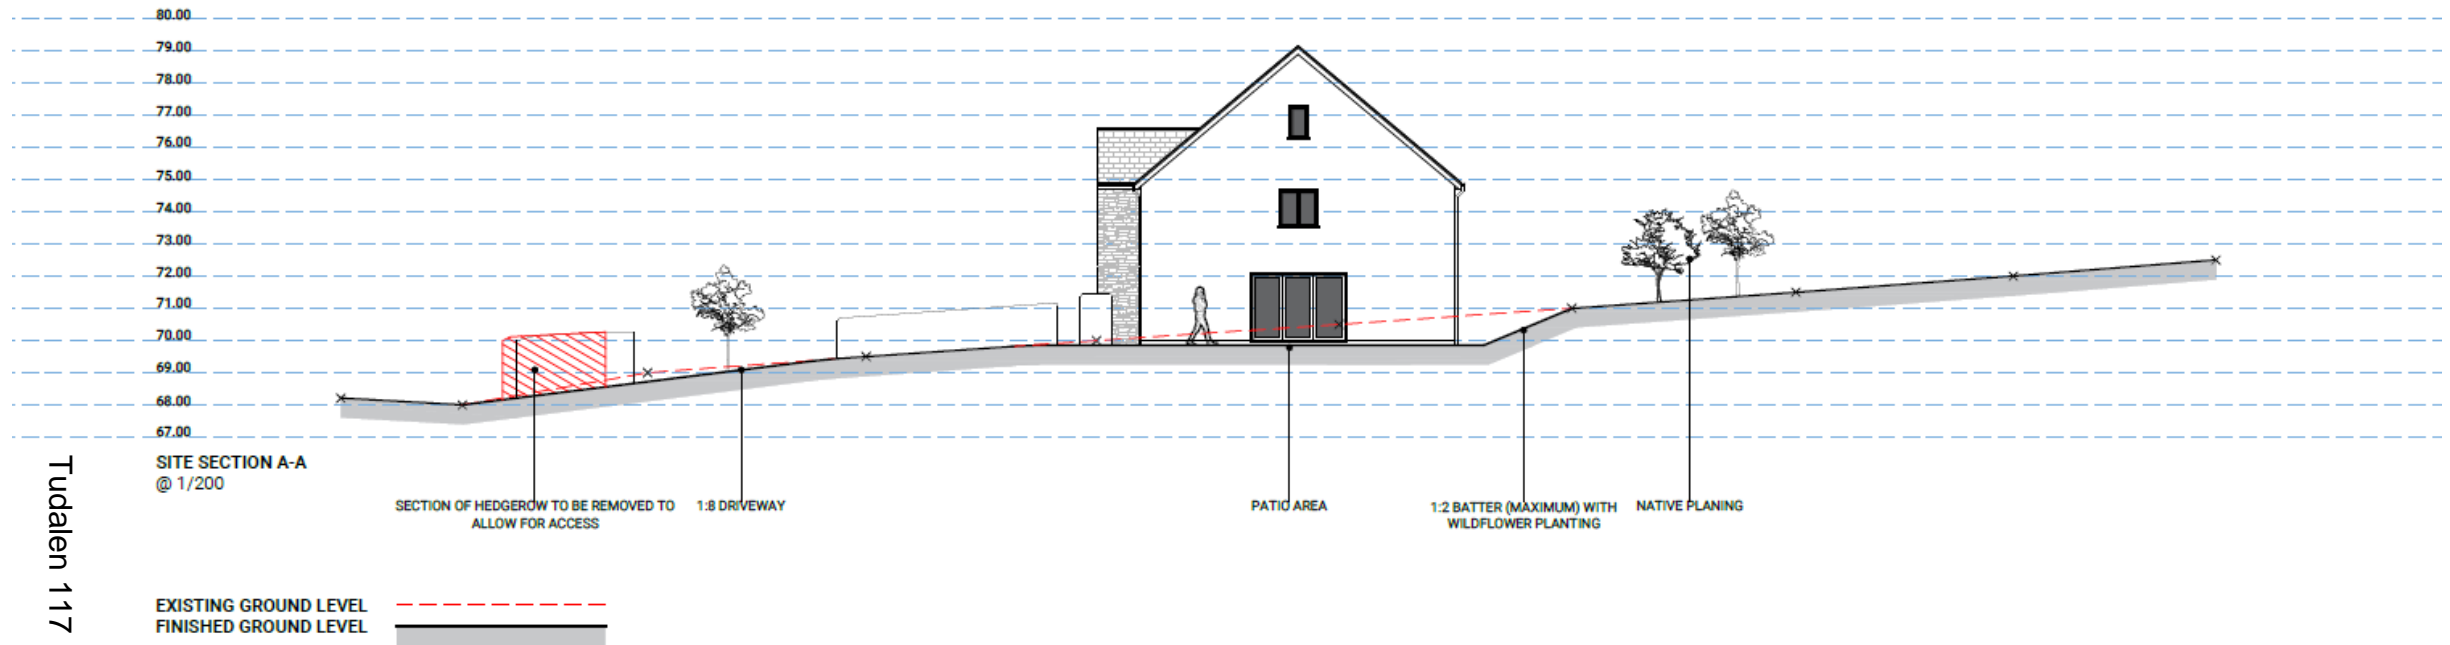 80.00
79.00
78.00
77.00
76.00
75.00
74.00
73.00
72.00
71.00
70.00
69.00
68.00
67.00
SITE SECTION A-A
@ 1/200
SECTION OF HEDGEROW TO BE REMOVED TO
ALLOW FOR ACCESS
1:8 DRIVEWAY
PATIO AREA
1:2 BATTER (MAXIMUM) WITH
WILDFLOWER PLANTING
NATIVE PLANING
EXISTING GROUND LEVEL
FINISHED GROUND LEVEL
Tudalen 117